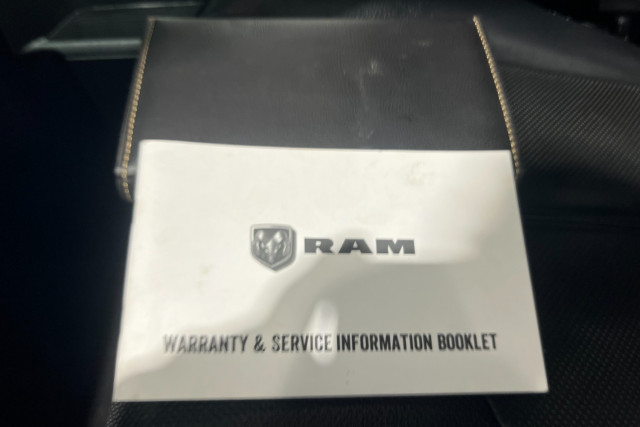 RAM
WARRANTY & SERVICE INFORMATION BOOKLET